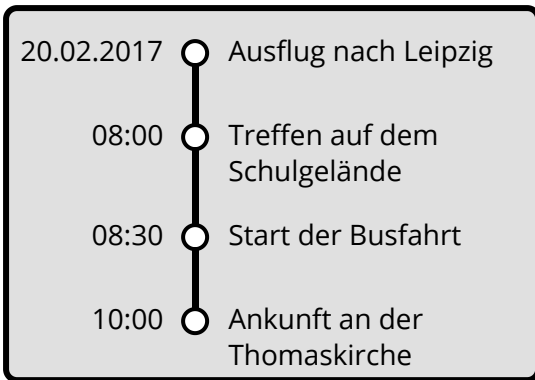 20.02.2017 Ausflug nach Leipzig
08:00 Treffen auf dem
Schulgelände
08:30 Start der Busfahrt
10:00 Ankunft an der
Thomaskirche